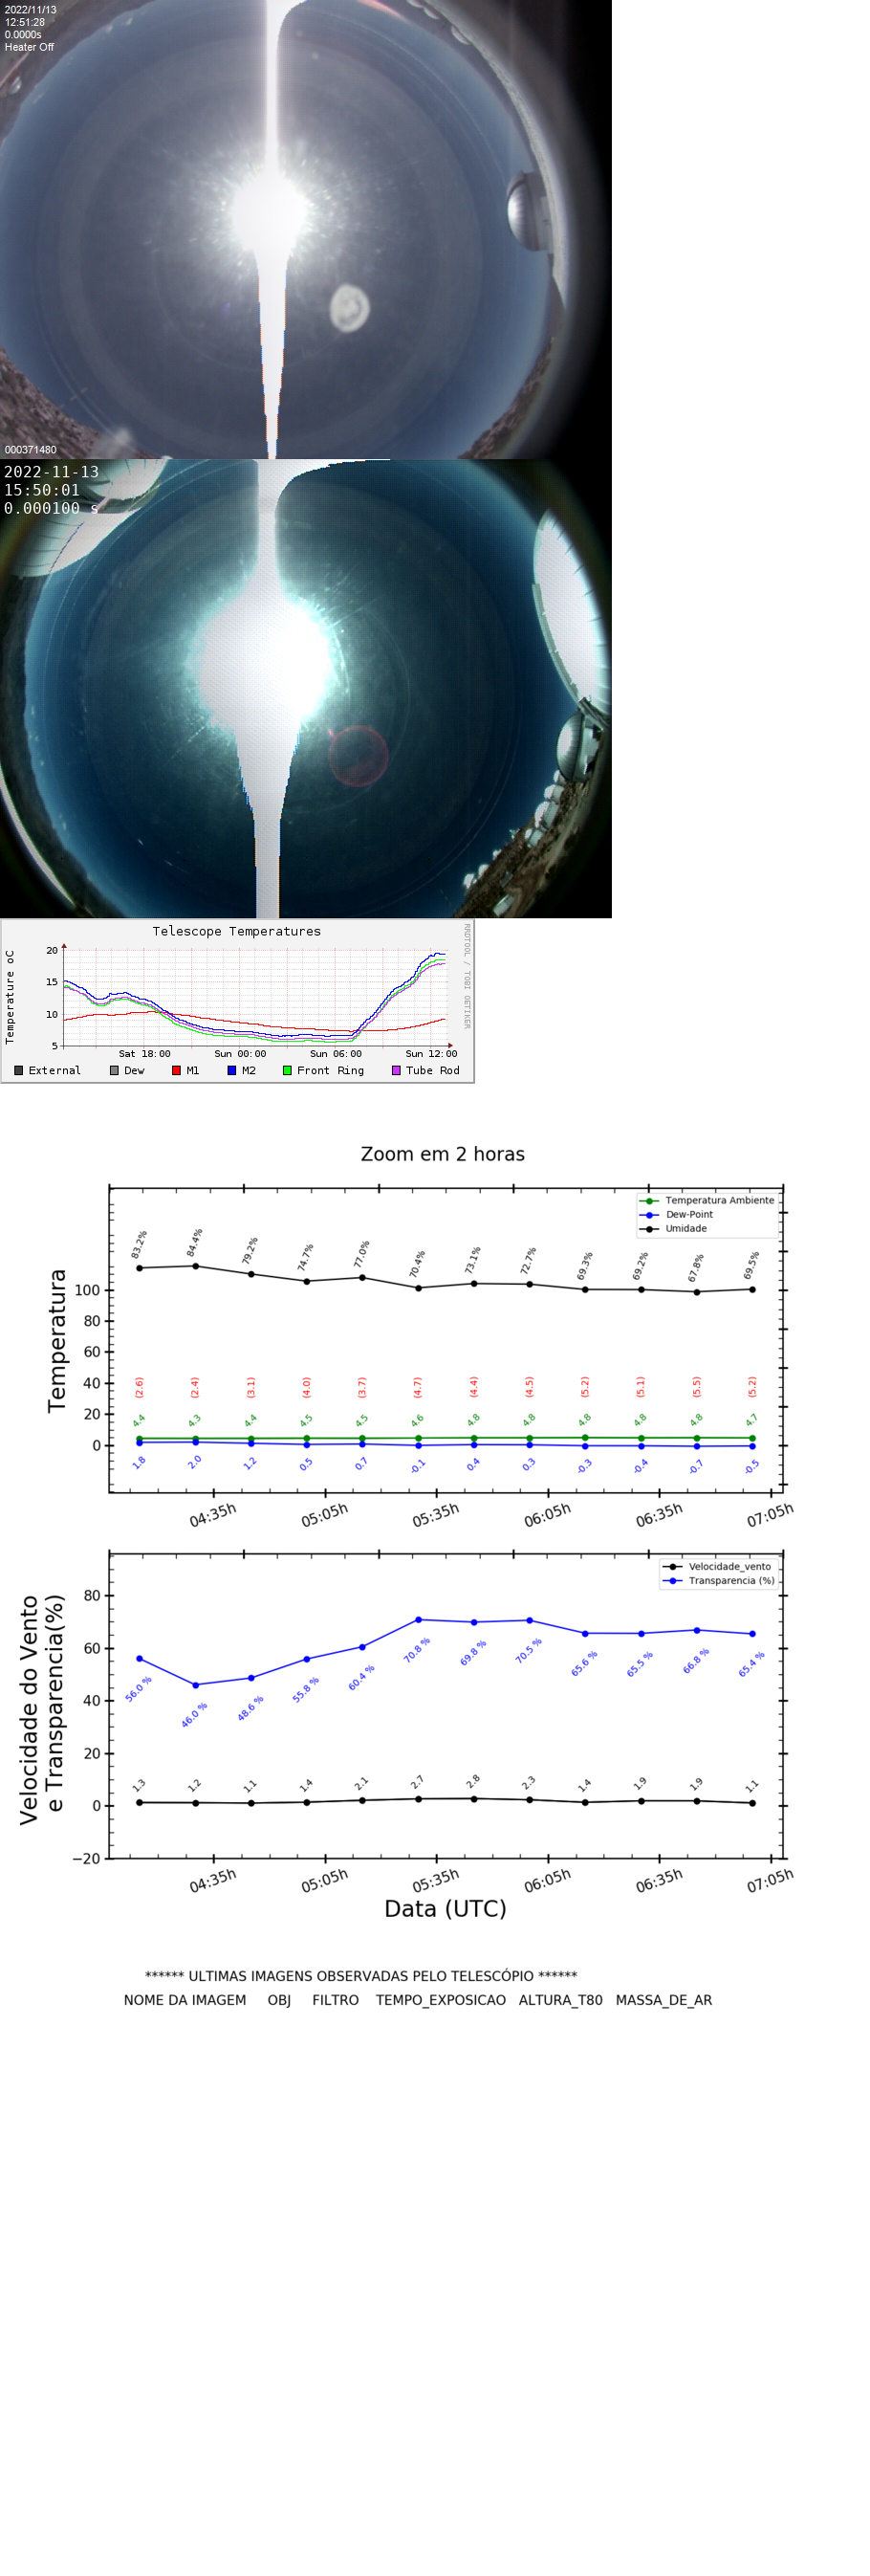 2022/11/13
12:51:28
0.0000s
Heater Off
000371480
2022-11-13
15:50:01
0.000100 s
Telescope Temperatures
RRDTOOL / TOBI OETIKER
Temperature oC
20
15
10
5
Sat 18:00 Sun 00:00 Sun 06:00 Sun 12:00
External Dew M1 M2 Front Ring Tube Rod
Zoom em 2 horas
Temperatura Ambiente
Dew-Point
Umidade
Temperatura
83.2% 84.4% 79.2% 74.7% 77.0% 70.4% 73.1% 72.7% 69.3% 69.2% 67.8% 69.5%
100
80
60
40
20
0
(2.6) (2.4) (3.1) (4.0) (3.7) (4.7) (4.4) (4.5) (5.2) (5.1) (5.5) (5.2)
4.4 4.3 4.4 4.5 4.5 4.6 4.8 4.8 4.8 4.8 4.8 4.7
1.8 2.0 1.2 0.5 0.7 -0.1 0.4 0.3 -0.3 -0.4 -0.7 -0.5
04:35h 05:05h 05:35h 06:05h 06:35h 07:05h
Velocidade_vento
Transparencia (%)
Velocidade do Vento
e Transparencia(%)
80
60
40
20
0
−20
56.0 % 46.0 % 48.6 % 55.8 % 60.4 % 70.8 % 69.8 % 70.5 % 65.6 % 65.5 % 66.8 % 65.4 %
1.3 1.2 1.1 1.4 2.1 2.7 2.8 2.3 1.4 1.9 1.9 1.1
04:35h 05:05h 05:35h 06:05h 06:35h 07:05h
Data (UTC)
****** ULTIMAS IMAGENS OBSERVADAS PELO TELESCÓPIO ******
NOME DA IMAGEM OBJ FILTRO TEMPO_EXPOSICAO ALTURA_T80 MASSA_DE_AR